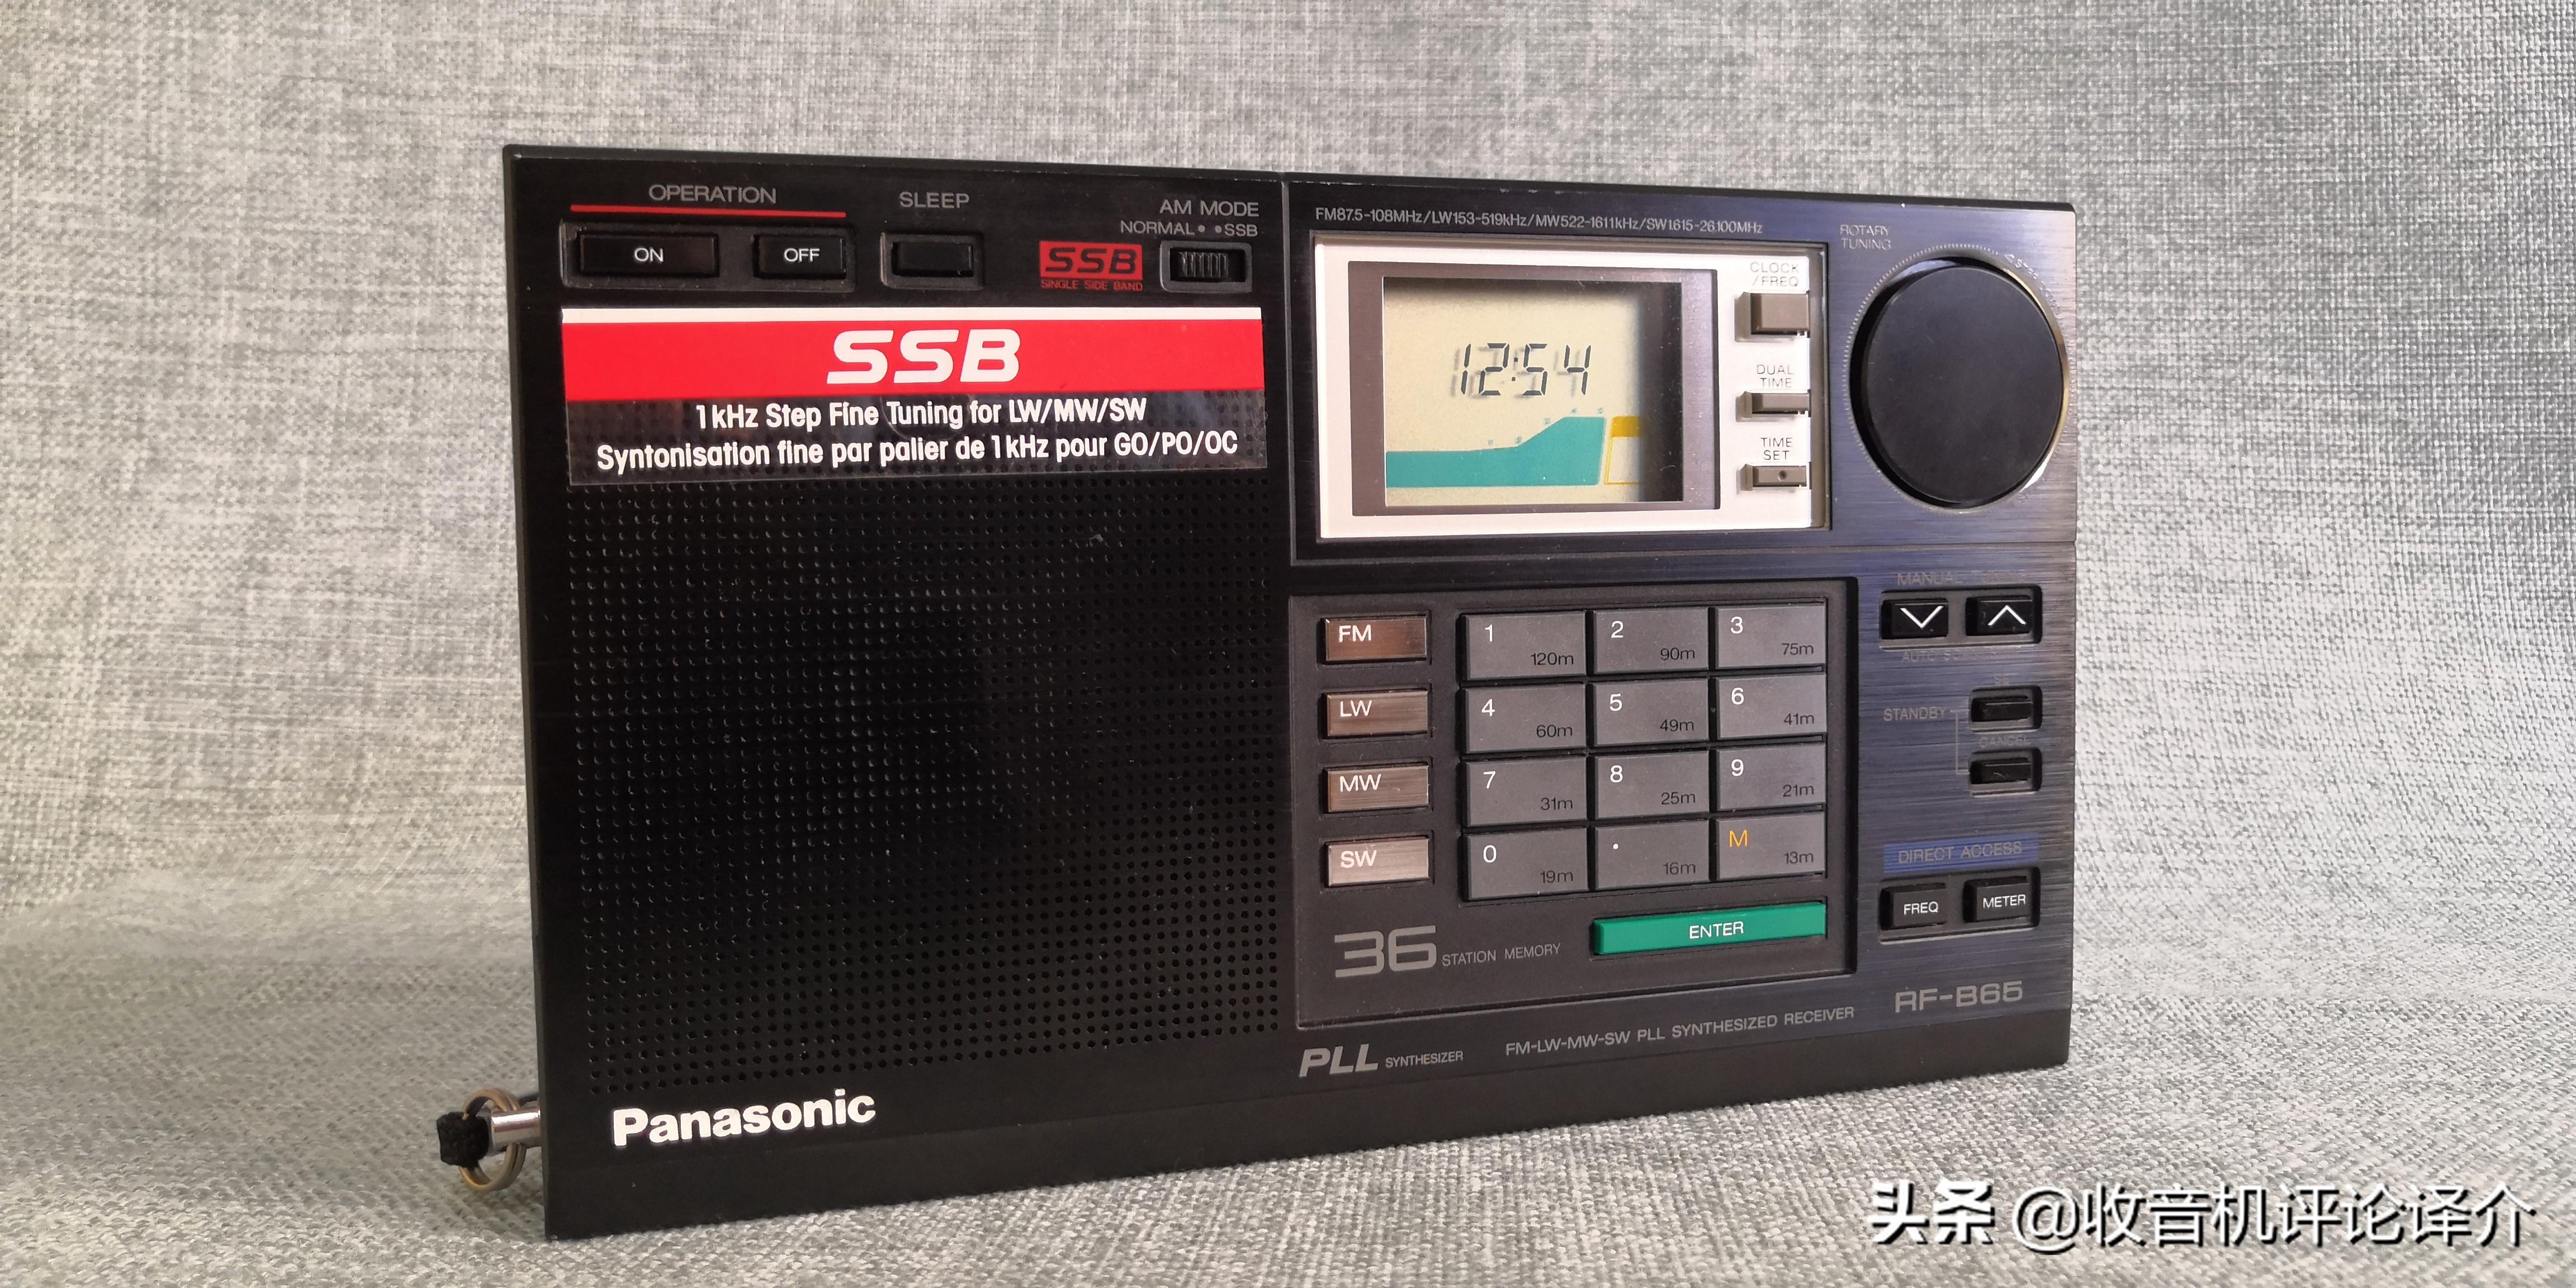 OPERATION
ON
OFF
SLEEP
AM MODE
NORMAL • • SSB
SSB
SINGLE SIDE BAND
SSB
1kHz Step Fine Tuning for LW/MW/SW
Syntonisation fine par palier de 1kHz pour GO/PO/OC
Panasonic
FM87.5-108MHz/LW153-519kHz/MW522-1611kHz/SW1.615-26.100MHz
12:54
CLOCK
/FREQ
DUAL
TIME
TIME
SET
ROTARY
TUNING
FM
LW
MW
SW
1 120m
2 90m
3 75m
4 60m
5 49m
6 41m
7 31m
8 25m
9 21m
0 19m
• 16m
M 13m
ENTER
36 STATION MEMORY
MANUAL
STANDBY
DIRECT ACCESS
FREQ
METER
RF-B65
PLL SYNTHESIZER
FM-LW-MW-SW PLL SYNTHESIZED RECEIVER
头条 @收音机评论译介